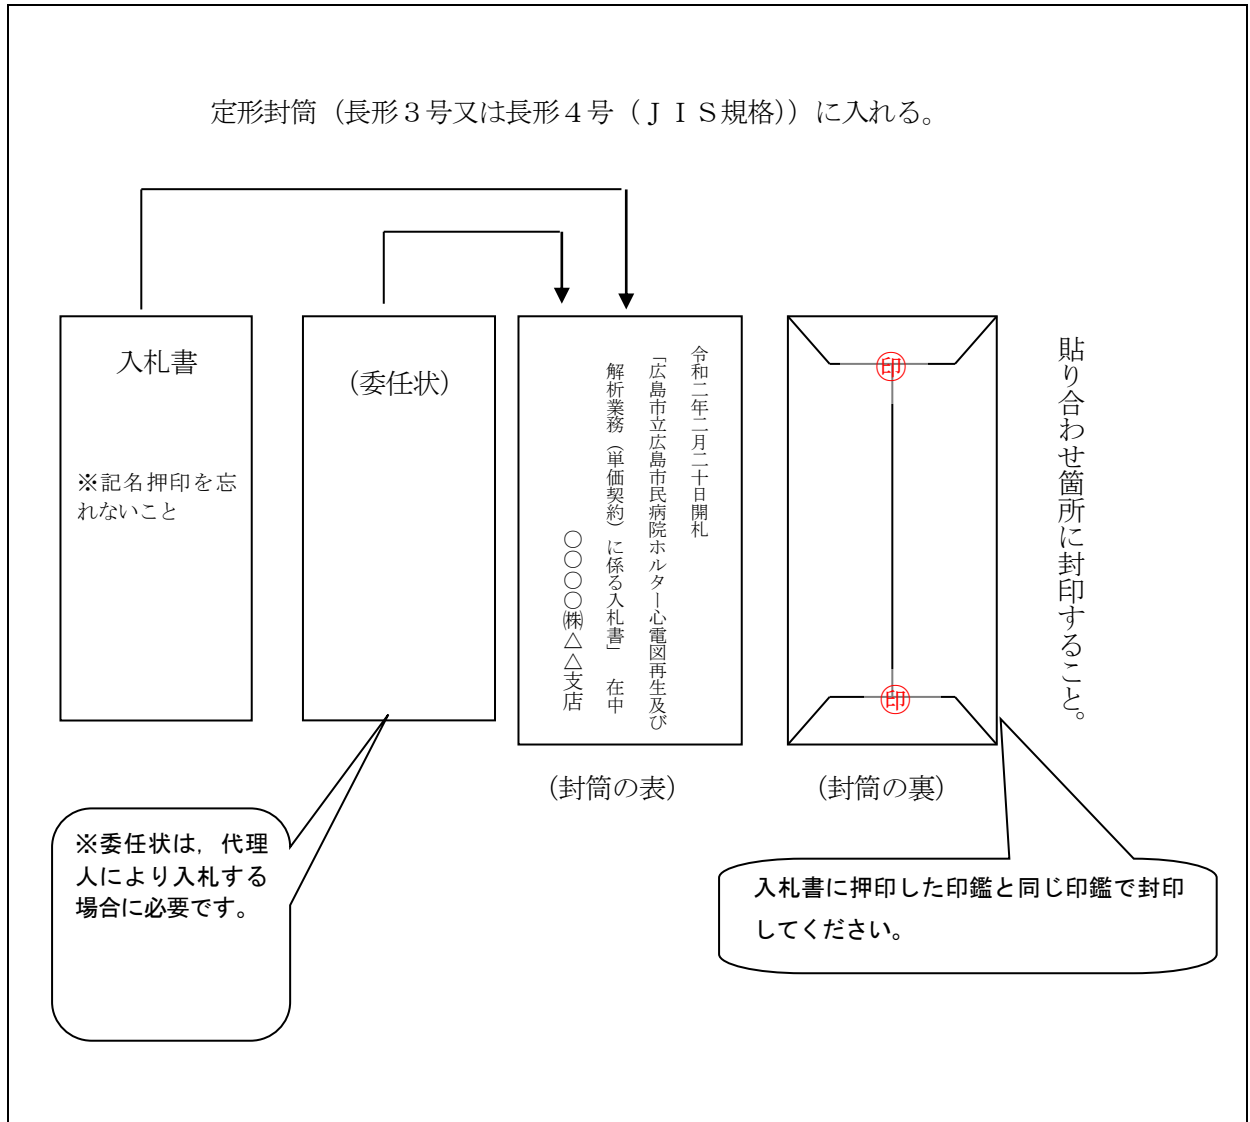 定形封筒（長形３号又は長形４号（ＪＩＳ規格））に入れる。
入札書
※記名押印を忘
れないこと
（委任状）
令和二年二月二十日開札
「広島市立広島市民病院ホルター心電図再生及び
解析業務（単価契約）に係る入札書」　在中
〇〇〇〇㈱△△支店
印
印
貼り合わせ箇所に封印すること。
（封筒の表）
（封筒の裏）
※委任状は，代理
人により入札する
場合に必要です。
入札書に押印した印鑑と同じ印鑑で封印
してください。